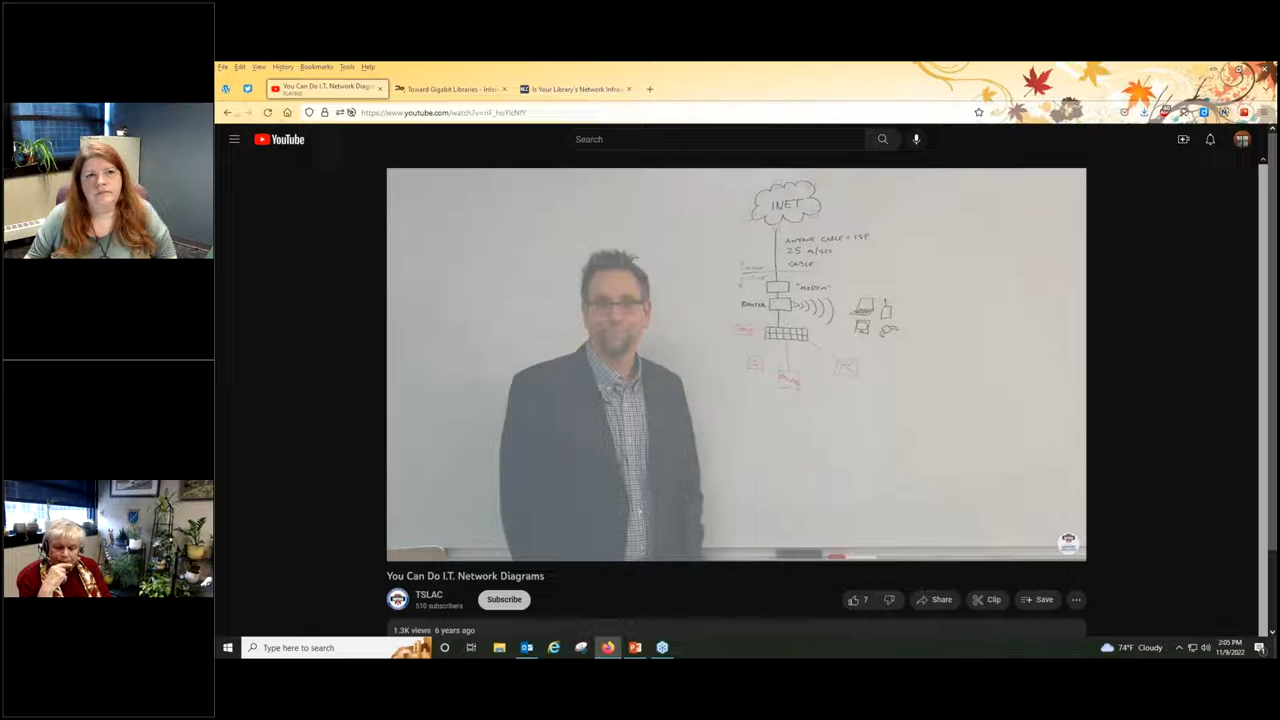 File Edit View History Bookmarks Tools Help
You Can Do I.T. Network Diagra
PLAYING
Toward Gigabit Libraries - Inter
NLC Is Your Library's Network Infra
https://www.youtube.com/watch?v=nF_hoYlcNfY
YouTube
Search
INET
CABLE = ISP
25 M/SEC
CABLE
"MODEM"
ROUTER
You Can Do I.T. Network Diagrams
TSLAC
510 subscribers
Subscribe
7
Share
Clip
Save
1.3K views 6 years ago
Type here to search
74°F Cloudy
2:05 PM
11/9/2022